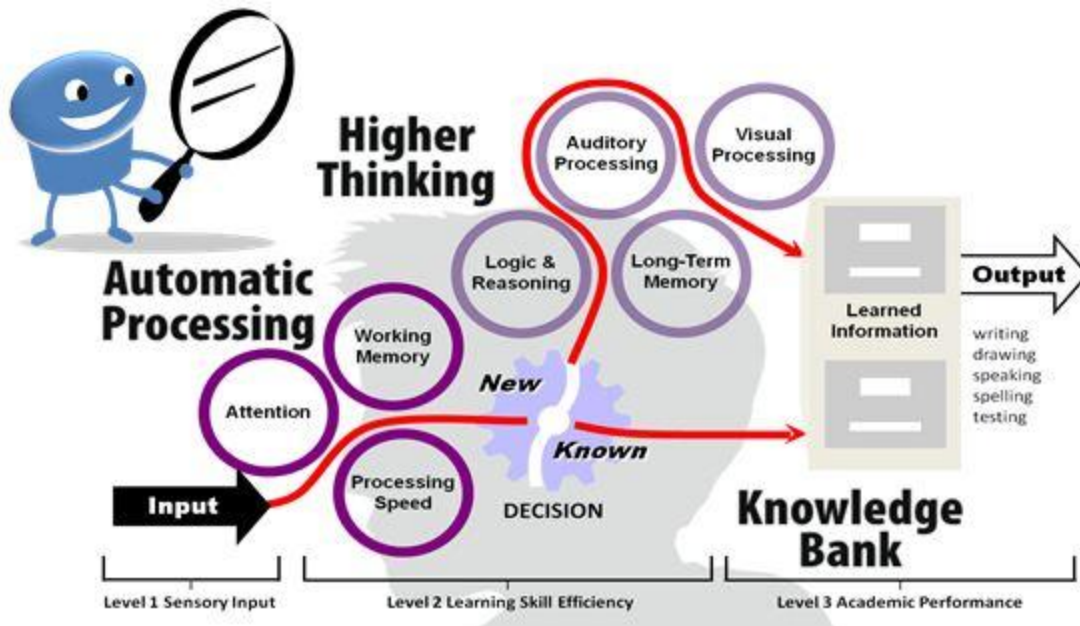 Higher
Thinking
Auditory
Processing
Visual
Processing
Logic &
Reasoning
Long-Term
Memory
Automatic
Processing
Working
Memory
Attention
Processing
Speed
Input
New
Known
DECISION
Learned
Information
Output
writing
drawing
speaking
spelling
testing
Knowledge
Bank
Level 1 Sensory Input
Level 2 Learning Skill Efficiency
Level 3 Academic Performance